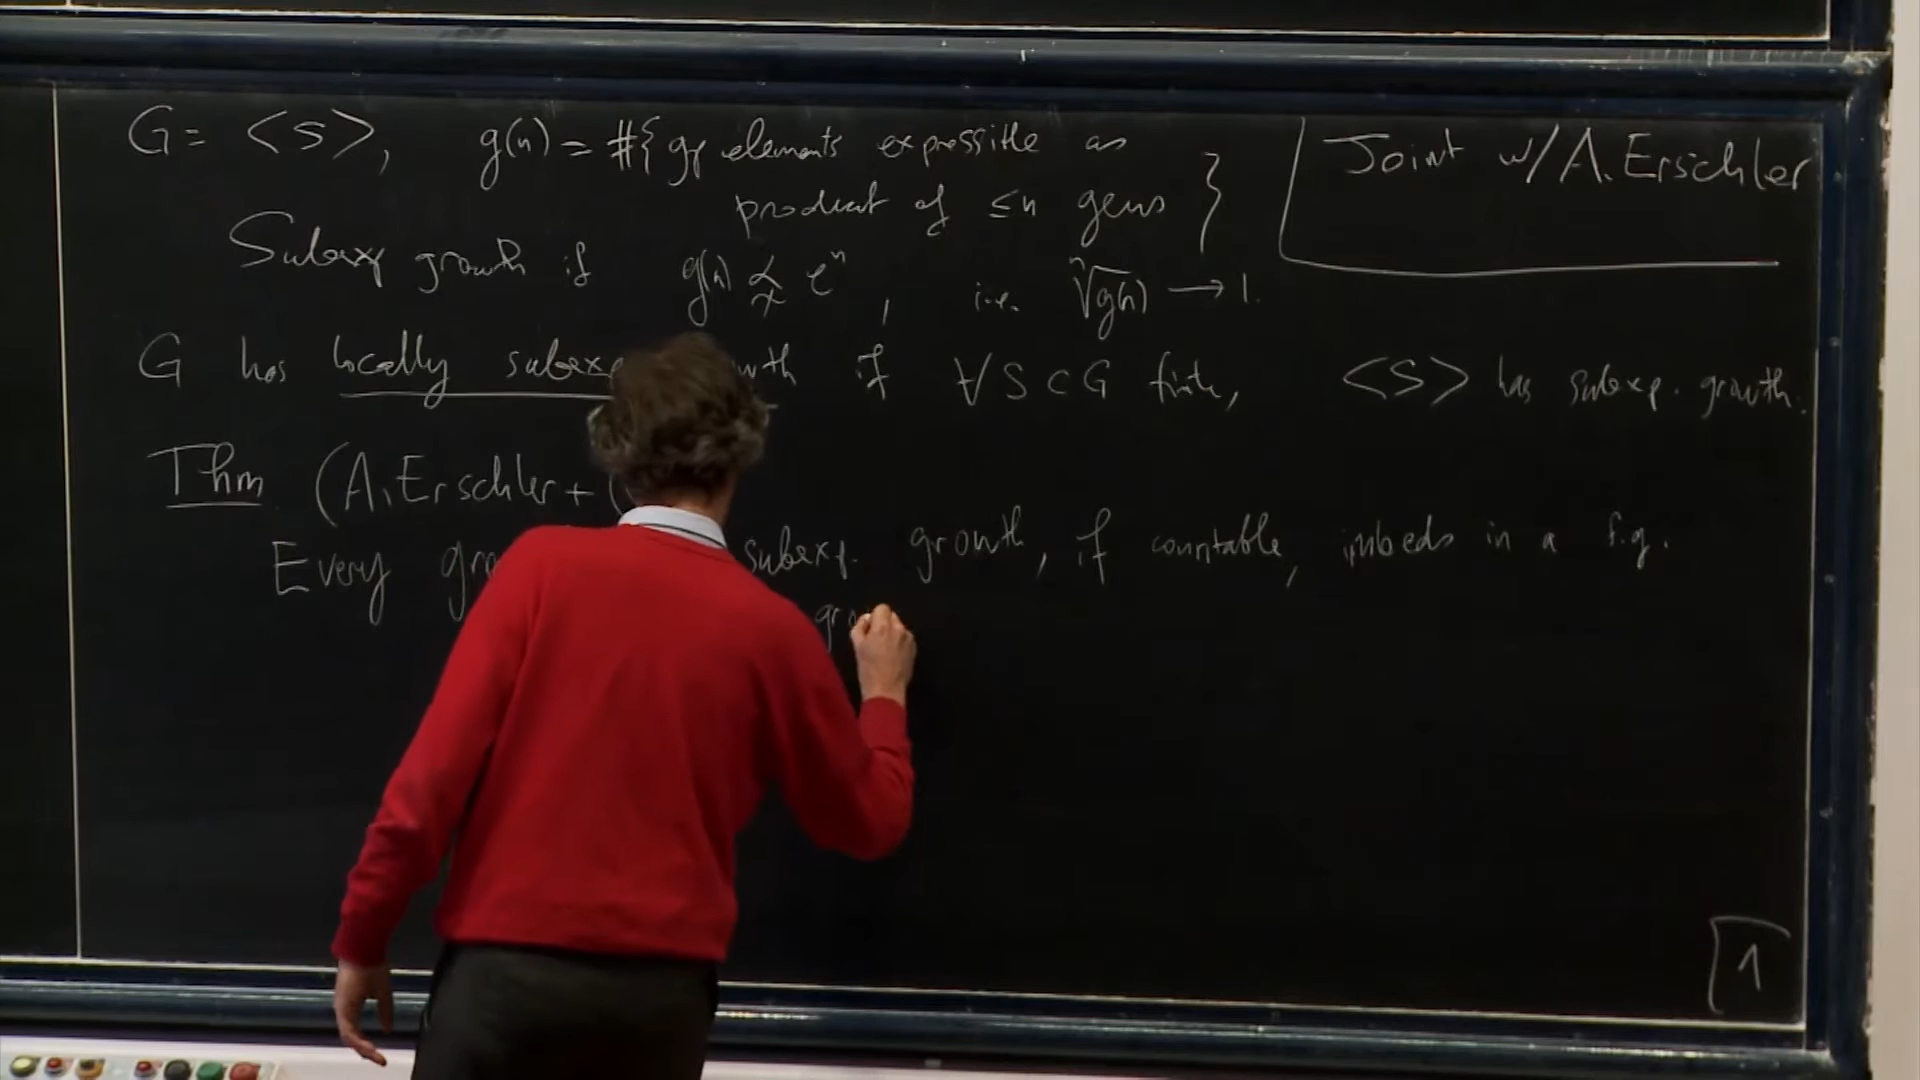 G = <S>, g(n) = #{ gp elements expressible as
product of ≤n gens }
Joint w/ A. Erschler
Subexp growth if g(n) ⋨ eⁿ, i.e. ⁿ√g(n) → 1.
G has locally subexp if ∀ S ⊂ G finite, <S> has subexp. growth.
Thm (A. Erschler +
Every subexp. growth, if countable, imbeds in a f.g.
1